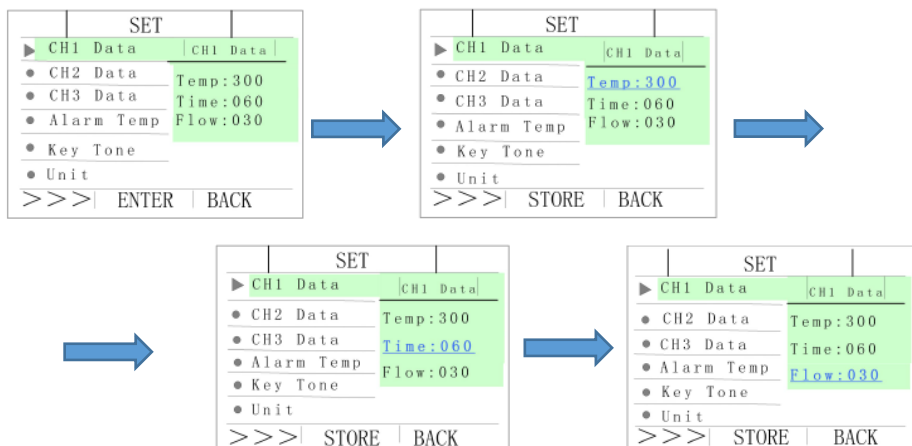 SET
▶ CH1 Data | CH1 Data |
● CH2 Data Temp:300
● CH3 Data Time:060
● Alarm Temp Flow:030
● Key Tone
● Unit
>>> | ENTER | BACK
SET
▶ CH1 Data | CH1 Data |
● CH2 Data Temp:300
● CH3 Data Time:060
● Alarm Temp Flow:030
● Key Tone
● Unit
>>> | STORE | BACK
SET
▶ CH1 Data | CH1 Data |
● CH2 Data Temp:300
● CH3 Data Time:060
● Alarm Temp Flow:030
● Key Tone
● Unit
>>> | STORE | BACK
SET
▶ CH1 Data | CH1 Data |
● CH2 Data Temp:300
● CH3 Data Time:060
● Alarm Temp Flow:030
● Key Tone
● Unit
>>> | STORE | BACK